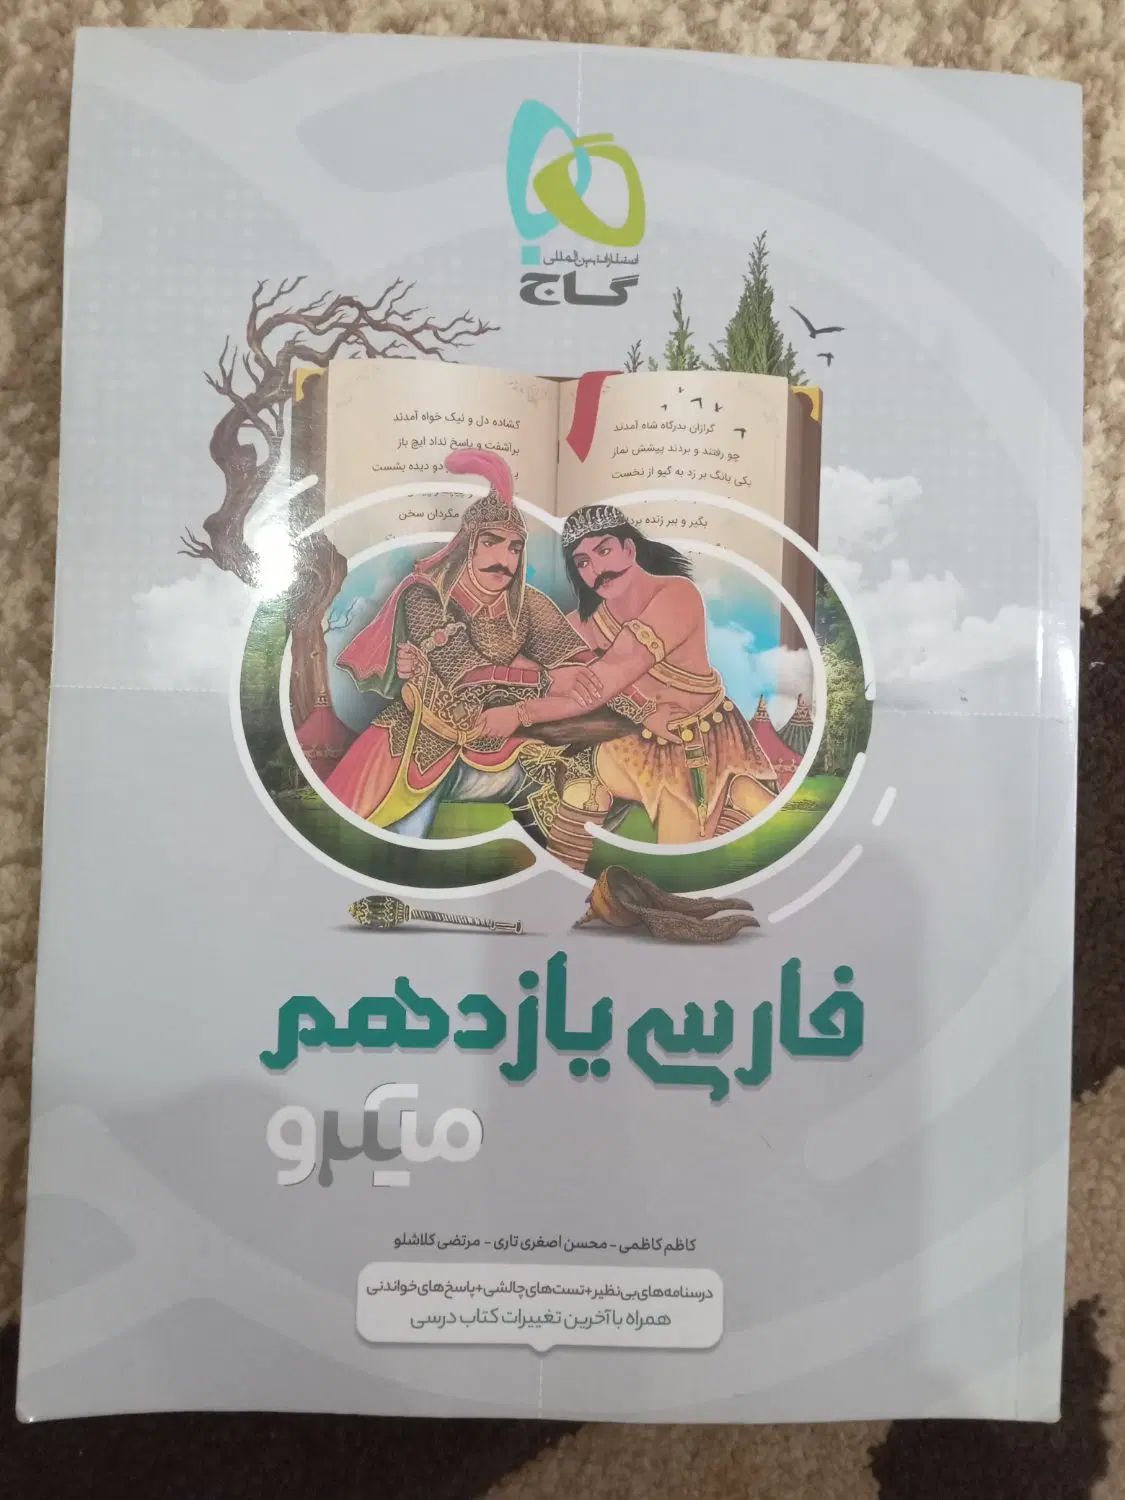 انتشارات بین‌المللی
گاج
گرازان بدرگاه شاه آمدند
گشاده دل و نیک خواه آمدند
چو رفتند و بردند پیشش نماز
برآشفت و پاسخ نداد ایچ باز
یکی بانگ بر زد به گیو از نخست
دو دیده بشست
بگیر و ببر زنده بردار
مگردان سخن
فارسی یازدهم
میکرو
کاظم کاظمی - محسن اصغری تاری - مرتضی کلاشلو
درسنامه‌های بی‌نظیر+تست‌های چالشی+پاسخ‌های خواندنی
همراه با آخرین تغییرات کتاب درسی